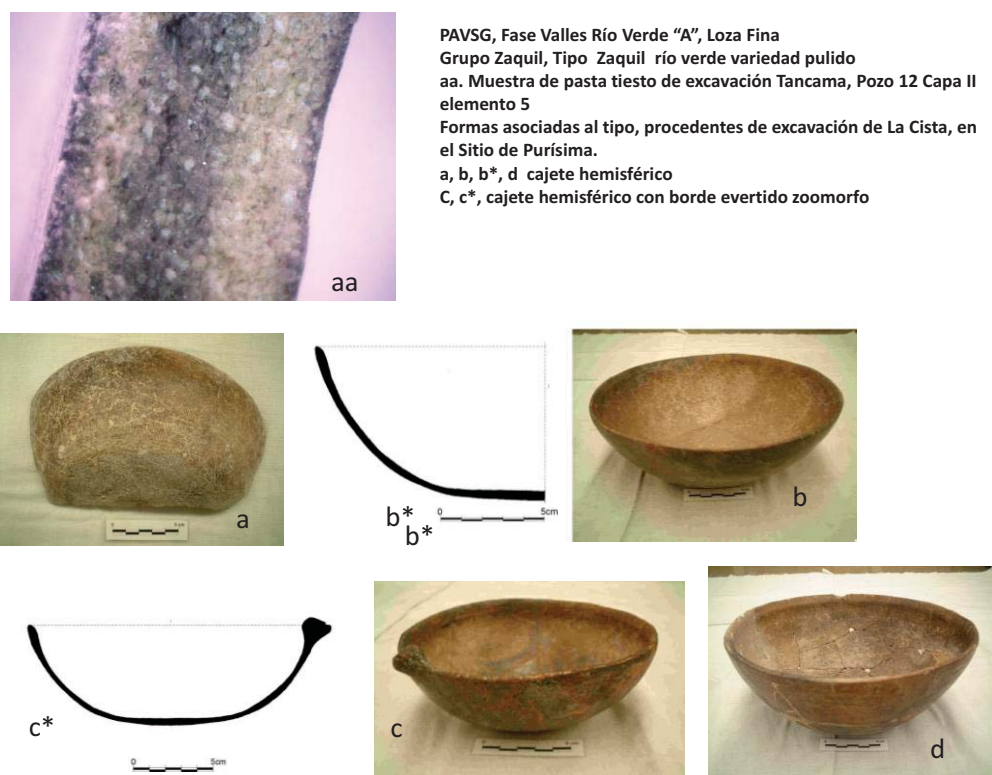 PAVSG, Fase Valles Río Verde “A”, Loza Fina
Grupo Zaquil, Tipo Zaquil río verde variedad pulido
aa. Muestra de pasta tiesto de excavación Tancama, Pozo 12 Capa II
elemento 5
Formas asociadas al tipo, procedentes de excavación de La Cista, en
el Sitio de Purísima.
a, b, b*, d cajete hemisférico
C, c*, cajete hemisférico con borde evertido zoomorfo
aa
a
b*
b*
0 5cm
b
c*
0 5cm
c
d